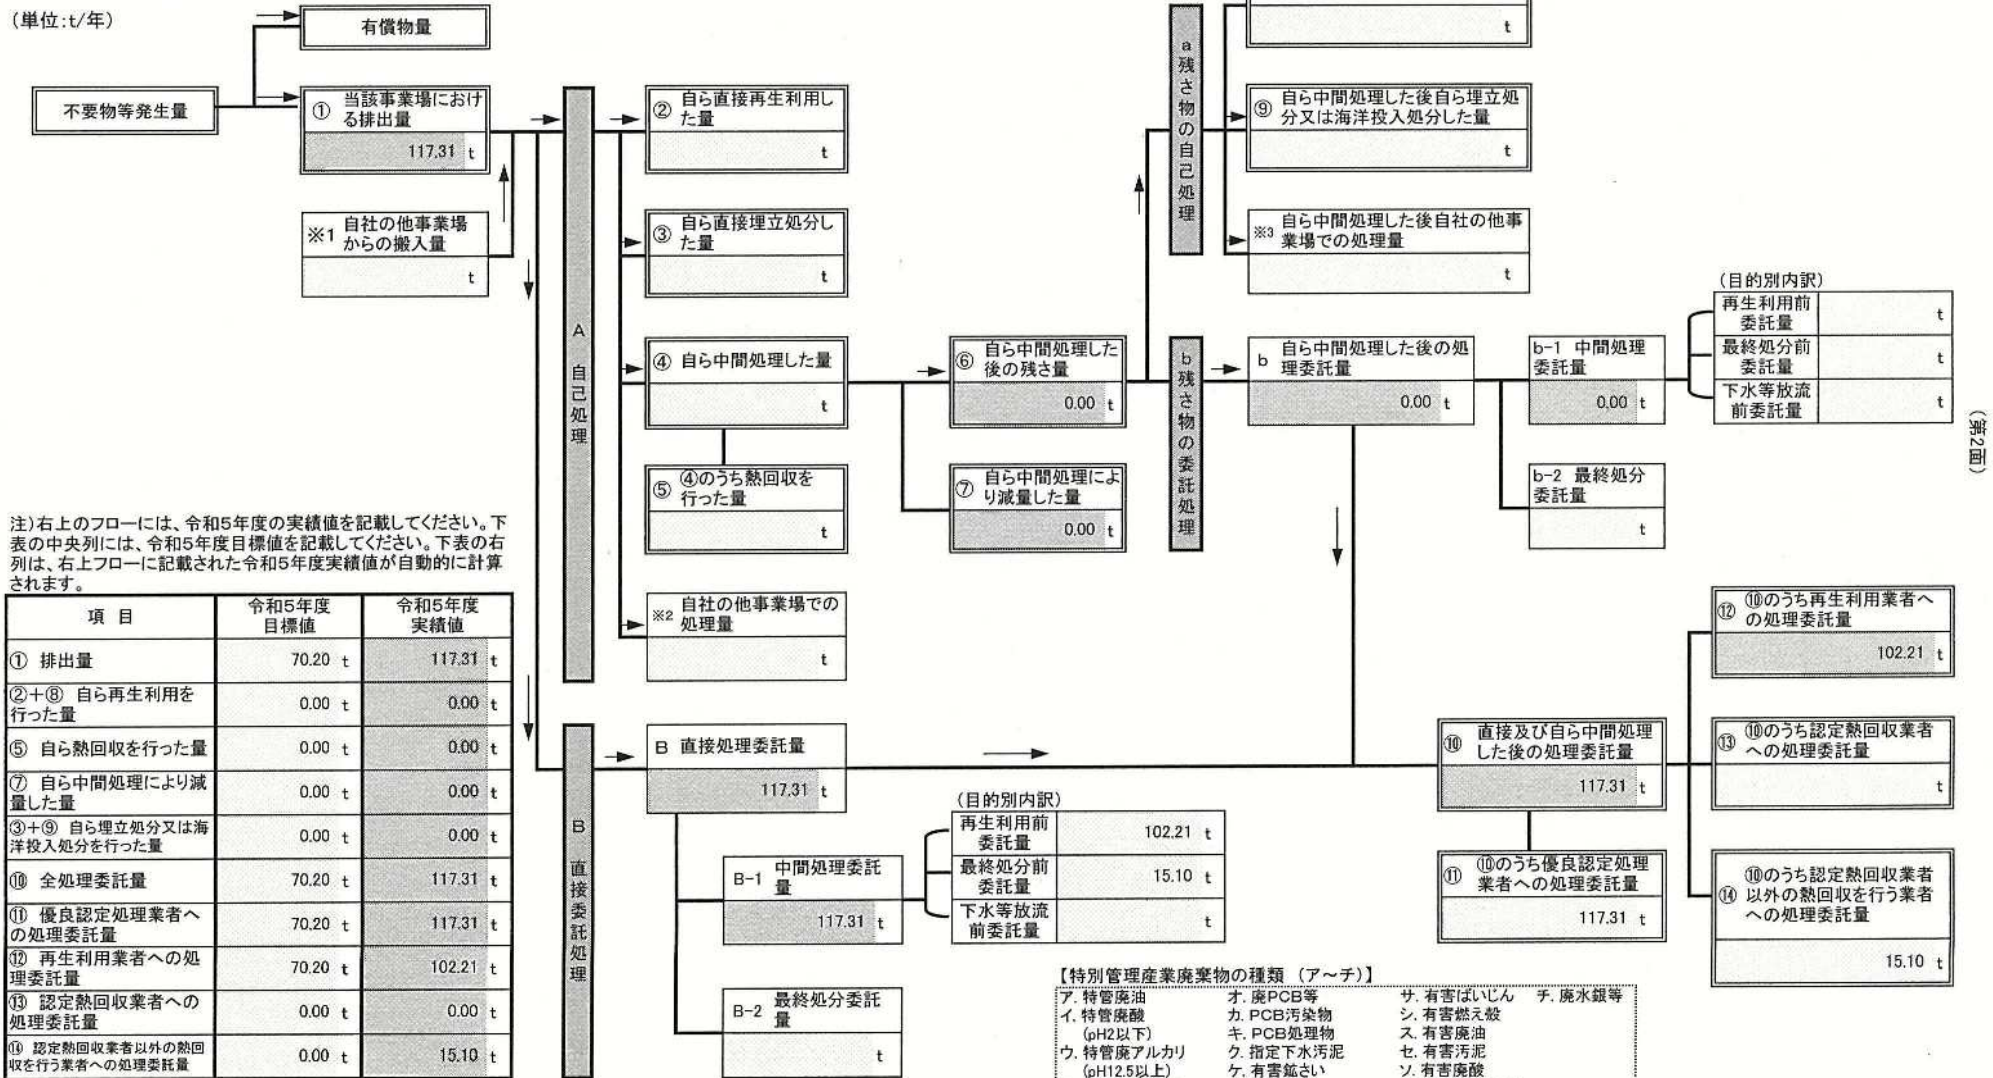 (単位:t/年)
有償物量
不要物等発生量
① 当該事業場におけ
る排出量
117.31 t
※1 自社の他事業場
からの搬入量
t
A 自己処理
② 自ら直接再生利用し
た量
t
③ 自ら直接埋立処分し
た量
t
④ 自ら中間処理した量
t
⑤ ④のうち熱回収を
行った量
t
※2 自社の他事業場での
処理量
t
⑥ 自ら中間処理した
後の残さ量
0.00 t
⑦ 自ら中間処理によ
り減量した量
0.00 t
a 残さ物の自己処理
t
⑨ 自ら中間処理した後自ら埋立処
分又は海洋投入処分した量
t
※3 自ら中間処理した後自社の他事
業場での処理量
t
b 残さ物の委託処理
b 自ら中間処理した後の処
理委託量
0.00 t
b-1 中間処理
委託量
0.00 t
b-2 最終処分
委託量
t
(目的別内訳)
再生利用前
委託量
t
最終処分前
委託量
t
下水等放流
前委託量
t
(第2面)
注)右上のフローには、令和5年度の実績値を記載してください。下
表の中央列には、令和5年度目標値を記載してください。下表の右
列は、右上フローに記載された令和5年度実績値が自動的に計算
されます。
項 目 令和5年度
目標値 令和5年度
実績値
① 排出量 70.20 t 117.31 t
②+⑧ 自ら再生利用を
行った量 0.00 t 0.00 t
⑤ 自ら熱回収を行った量 0.00 t 0.00 t
⑦ 自ら中間処理により減
量した量 0.00 t 0.00 t
③+⑨ 自ら埋立処分又は海
洋投入処分を行った量 0.00 t 0.00 t
⑩ 全処理委託量 70.20 t 117.31 t
⑪ 優良認定処理業者へ
の処理委託量 70.20 t 117.31 t
⑫ 再生利用業者への処
理委託量 70.20 t 102.21 t
⑬ 認定熱回収業者への
処理委託量 0.00 t 0.00 t
⑭ 認定熱回収業者以外の熱回
収を行う業者への処理委託量 0.00 t 15.10 t
B 直接委託処理
B 直接処理委託量
117.31 t
B-1 中間処理委託
量
117.31 t
B-2 最終処分委託
量
t
(目的別内訳)
再生利用前
委託量
102.21 t
最終処分前
委託量
15.10 t
下水等放流
前委託量
t
⑩ 直接及び自ら中間処理
した後の処理委託量
117.31 t
⑪ ⑩のうち優良認定処理
業者への処理委託量
117.31 t
⑫ ⑩のうち再生利用業者へ
の処理委託量
102.21 t
⑬ ⑩のうち認定熱回収業者
への処理委託量
t
⑭ ⑩のうち認定熱回収業者
以外の熱回収を行う業者
への処理委託量
15.10 t
【特別管理産業廃棄物の種類 (ア~チ)】
ア. 特管廃油 オ. 廃PCB等 サ. 有害ばいじん チ. 廃水銀等
イ. 特管廃酸 カ. PCB汚染物 シ. 有害燃え殻
(pH2以下) キ. PCB処理物 ス. 有害廃油
ウ. 特管廃アルカリ ク. 指定下水汚泥 セ. 有害汚泥
(pH12.5以上) ケ. 有害鉱さい ソ. 有害廃酸